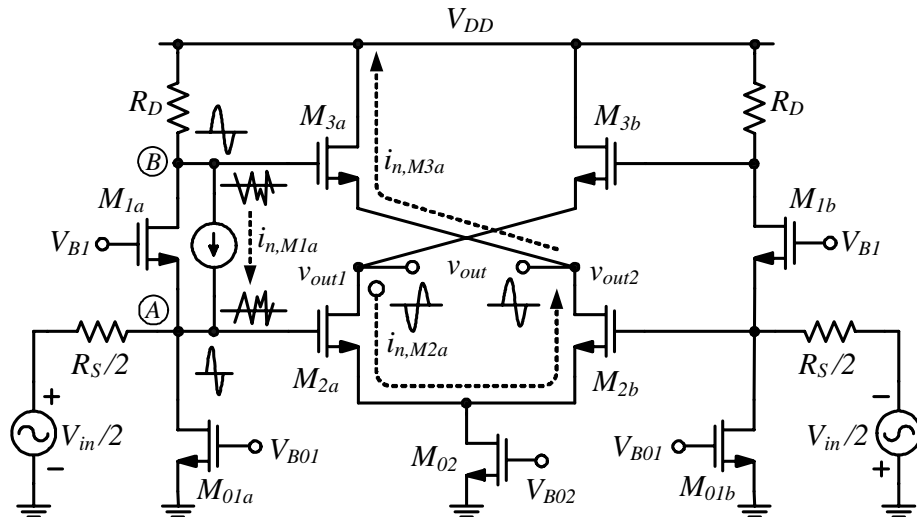 V_DD
R_D
M_3a
M_3b
R_D
B
i_n,M3a
M_1a
M_1b
V_B1
i_n,M1a
V_B1
v_out1
v_out
v_out2
A
R_S/2
i_n,M2a
R_S/2
M_2a
M_2b
+
V_in/2
−
V_B01
M_02
V_B01
−
V_in/2
+
M_01a
V_B02
M_01b